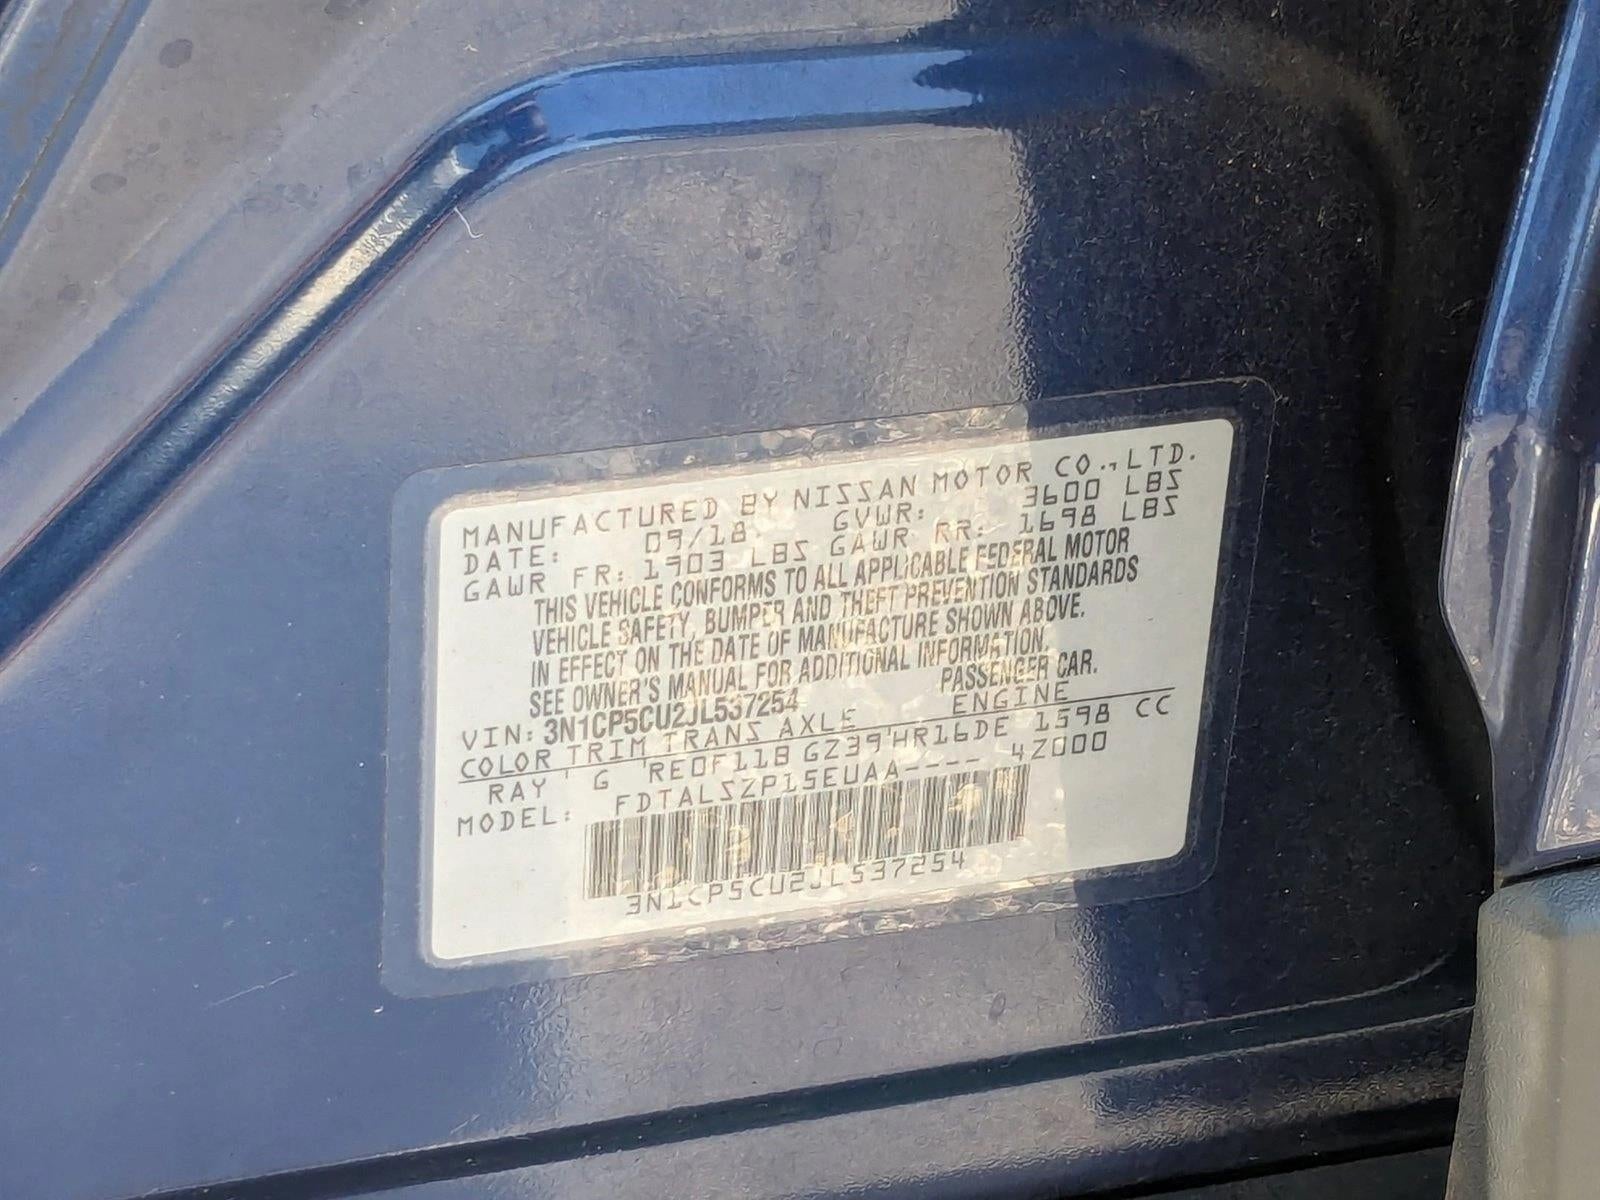 MANUFACTURED BY NISSAN MOTOR CO., LTD.
DATE: 09/18 GVWR: 3600 LBS
GAWR FR: 1903 LBS GAWR RR: 1698 LBS
THIS VEHICLE CONFORMS TO ALL APPLICABLE FEDERAL MOTOR
VEHICLE SAFETY, BUMPER AND THEFT PREVENTION STANDARDS
IN EFFECT ON THE DATE OF MANUFACTURE SHOWN ABOVE.
SEE OWNER'S MANUAL FOR ADDITIONAL INFORMATION.
VIN: 3N1CP5CU2JL537254 PASSENGER CAR.
COLOR TRIM TRANS AXLE ENGINE
RAY G RE0F11B GZ39 HR16DE 1598 CC
MODEL: FDTALSZP15EUAA---- 4Z000
3N1CP5CU2JL537254